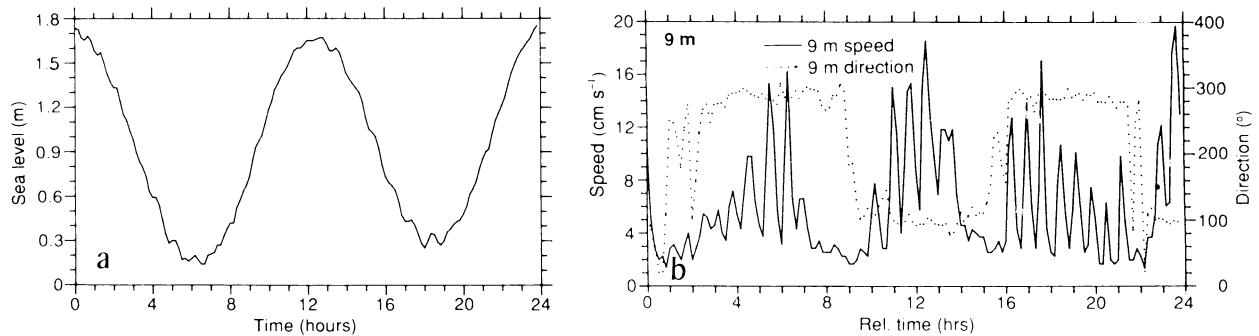 1.8
1.5
1.2
0.9
0.6
0.3
0
Sea level (m)
a
0 4 8 12 16 20 24
Time (hours)
20
16
12
8
4
0
Speed (cm s⁻¹)
9 m
9 m speed
9 m direction
b
400
300
200
100
0
Direction (°)
0 4 8 12 16 20 24
Rel. time (hrs)